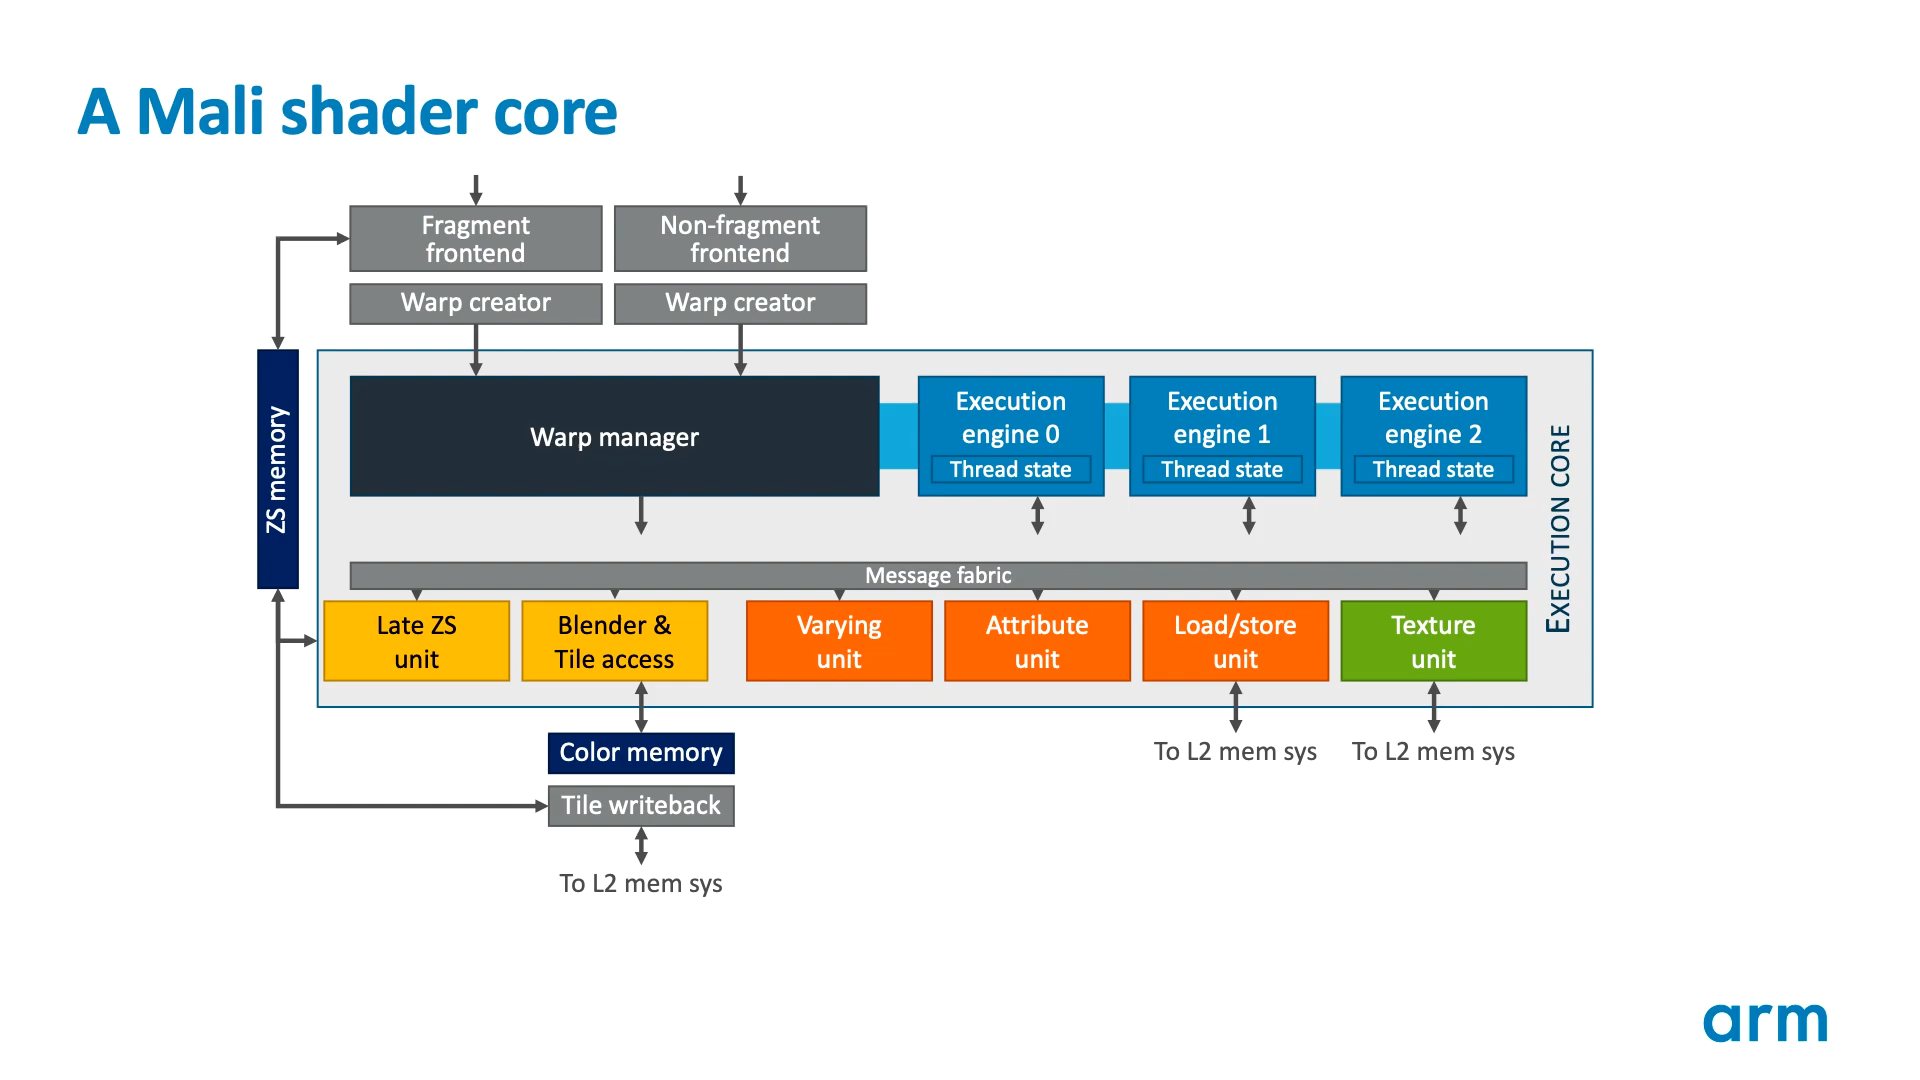 A Mali shader core
Fragment
frontend
Non-fragment
frontend
Warp creator
Warp creator
ZS memory
Warp manager
Execution
engine 0
Thread state
Execution
engine 1
Thread state
Execution
engine 2
Thread state
EXECUTION CORE
Message fabric
Late ZS
unit
Blender &
Tile access
Varying
unit
Attribute
unit
Load/store
unit
Texture
unit
Color memory
To L2 mem sys
To L2 mem sys
Tile writeback
To L2 mem sys
arm